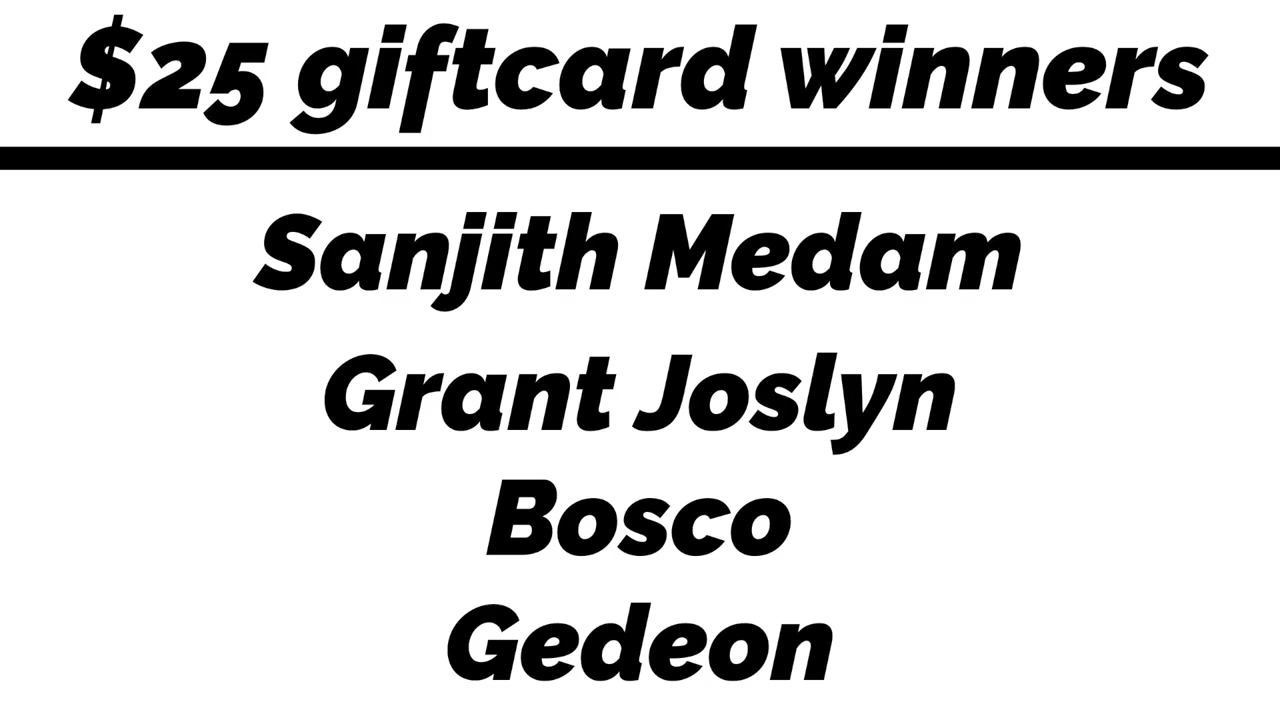 $25 giftcard winners
Sanjith Medam
Grant Joslyn
Bosco
Gedeon